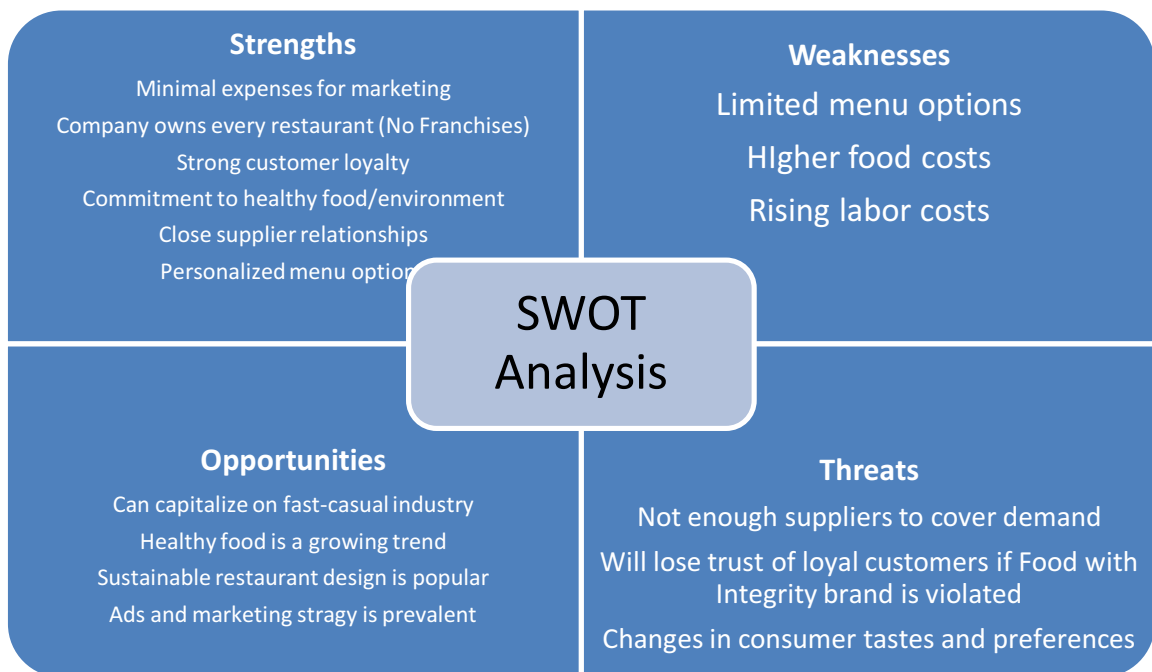 Strengths
Minimal expenses for marketing
Company owns every restaurant (No Franchises)
Strong customer loyalty
Commitment to healthy food/environment
Close supplier relationships
Personalized menu option
Weaknesses
Limited menu options
HIgher food costs
Rising labor costs
SWOT
Analysis
Opportunities
Can capitalize on fast-casual industry
Healthy food is a growing trend
Sustainable restaurant design is popular
Ads and marketing stragy is prevalent
Threats
Not enough suppliers to cover demand
Will lose trust of loyal customers if Food with
Integrity brand is violated
Changes in consumer tastes and preferences